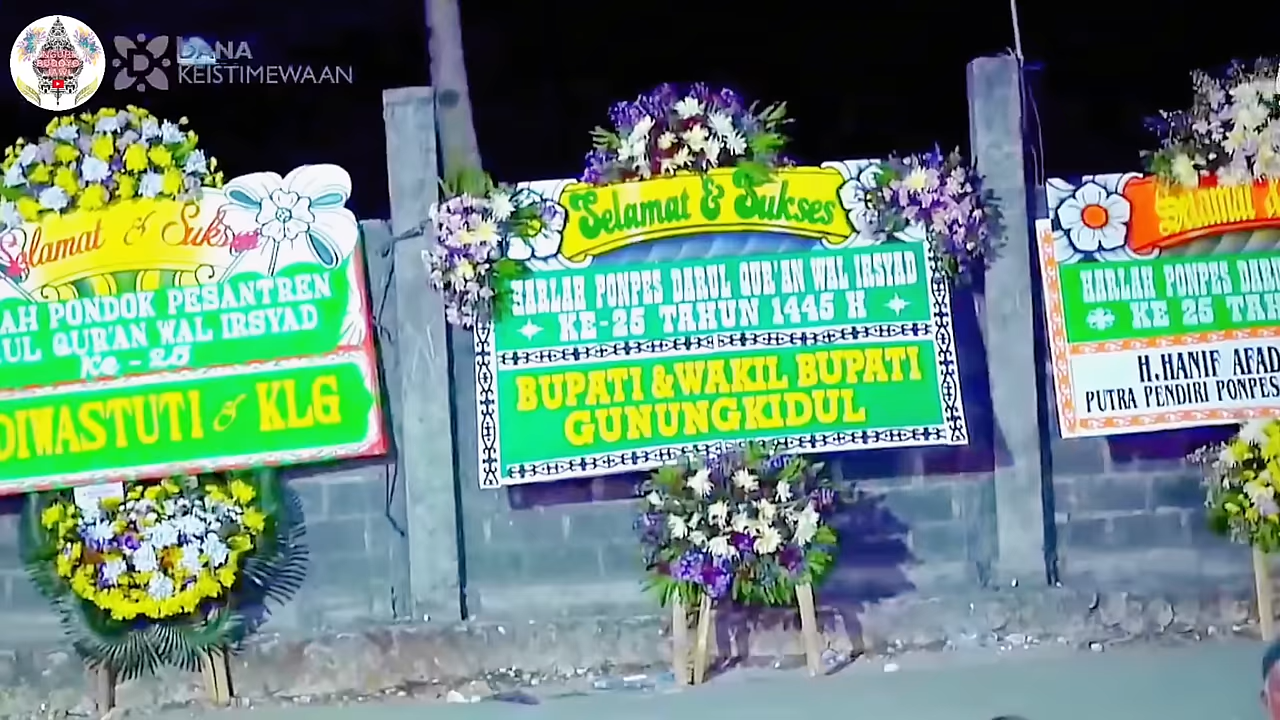 BUDOYO
DANA
KEISTIMEWAAN
Selamat & Sukses
AH PONDOK PESANTREN
UL QUR'AN WAL IRSYAD
Ke - 25
DIWASTUTI & KLG
Selamat & Sukses
HARLAH PONPES DARUL QUR'AN WAL IRSYAD
KE-25 TAHUN 1445 H
BUPATI & WAKIL BUPATI
GUNUNGKIDUL
Selamat
HARLAH PONPES DAR
KE 25 TAH
H.HANIF AFAD
PUTRA PENDIRI PONPES